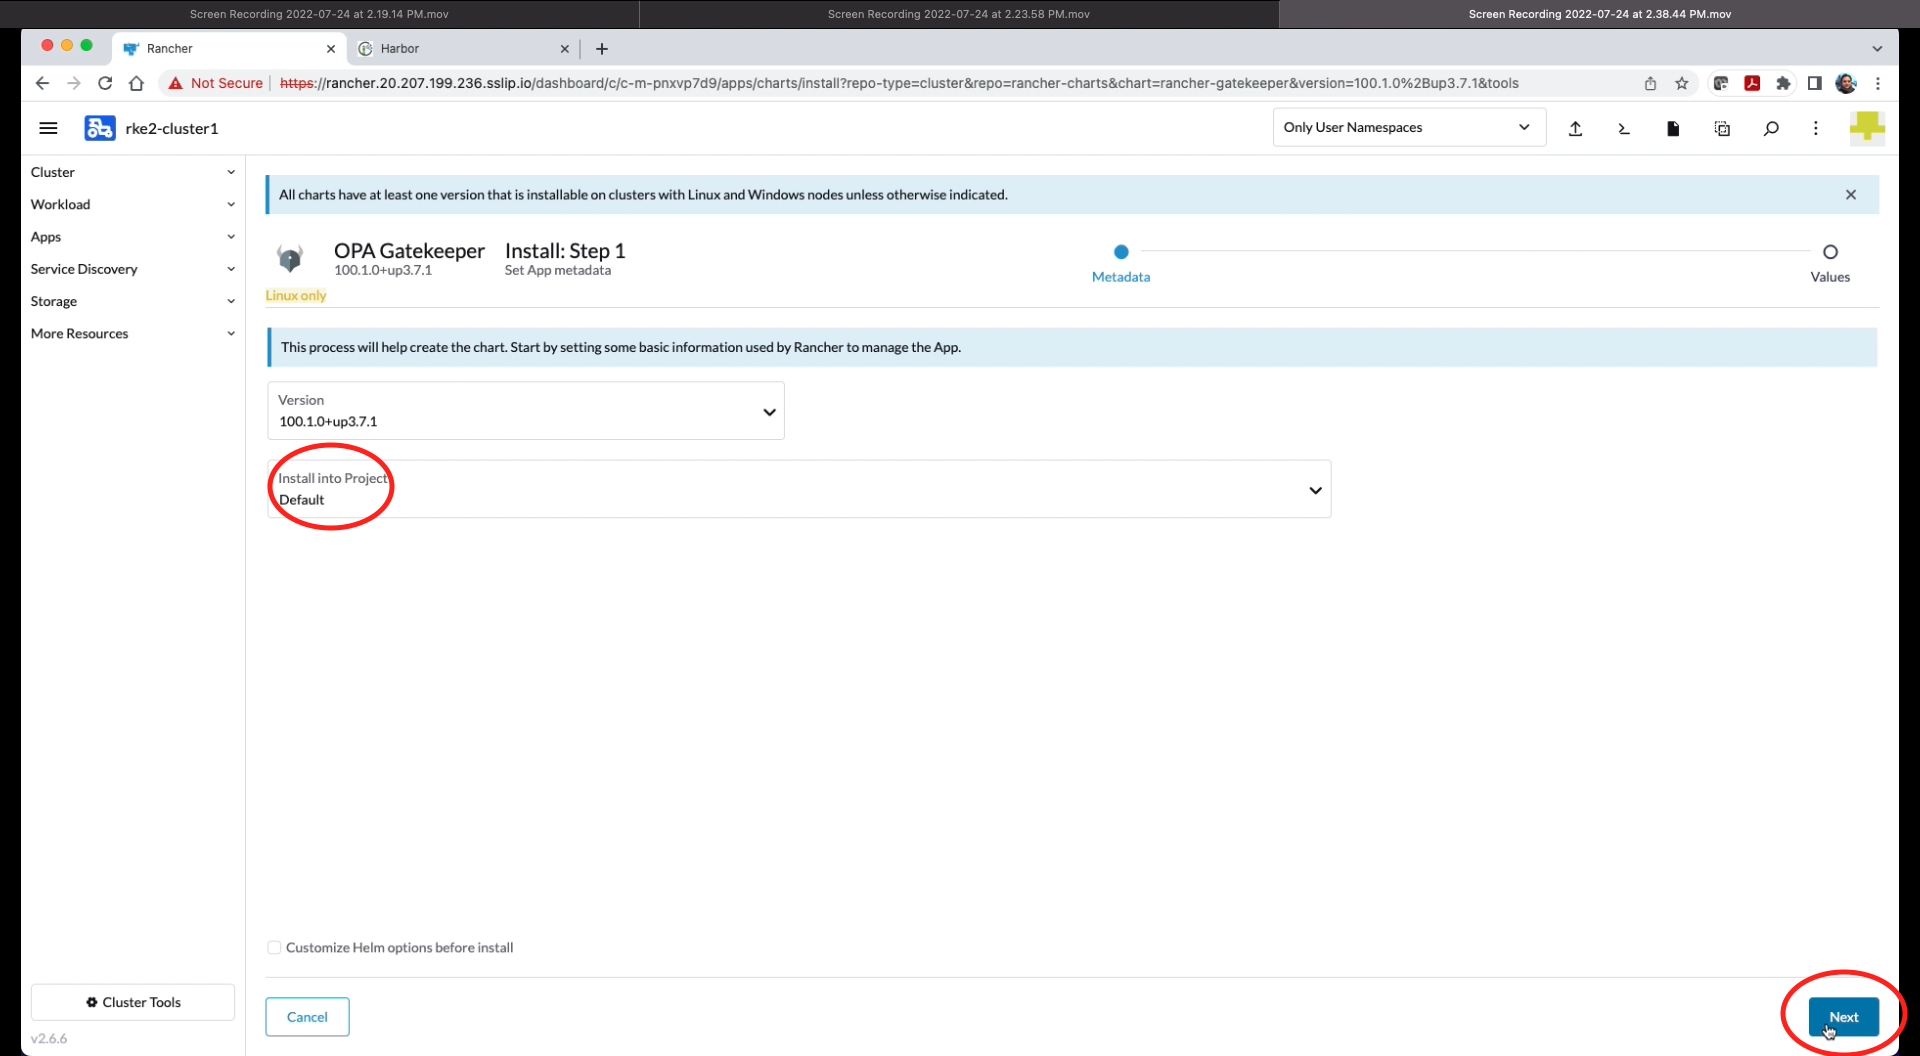 Screen Recording 2022-07-24 at 2.19.14 PM.mov
Screen Recording 2022-07-24 at 2.23.58 PM.mov
Screen Recording 2022-07-24 at 2.38.44 PM.mov
Rancher
Harbor
Not Secure
https://rancher.20.207.199.236.sslip.io/dashboard/c/c-m-pnxvp7d9/apps/charts/install?repo-type=cluster&repo=rancher-charts&chart=rancher-gatekeeper&version=100.1.0%2Bup3.7.1&tools
rke2-cluster1
Only User Namespaces
Cluster
Workload
Apps
Service Discovery
Storage
More Resources
All charts have at least one version that is installable on clusters with Linux and Windows nodes unless otherwise indicated.
OPA Gatekeeper
100.1.0+up3.7.1
Linux only
Install: Step 1
Set App metadata
Metadata
Values
This process will help create the chart. Start by setting some basic information used by Rancher to manage the App.
Version
100.1.0+up3.7.1
Install into Project
Default
Customize Helm options before install
Cluster Tools
v2.6.6
Cancel
Next